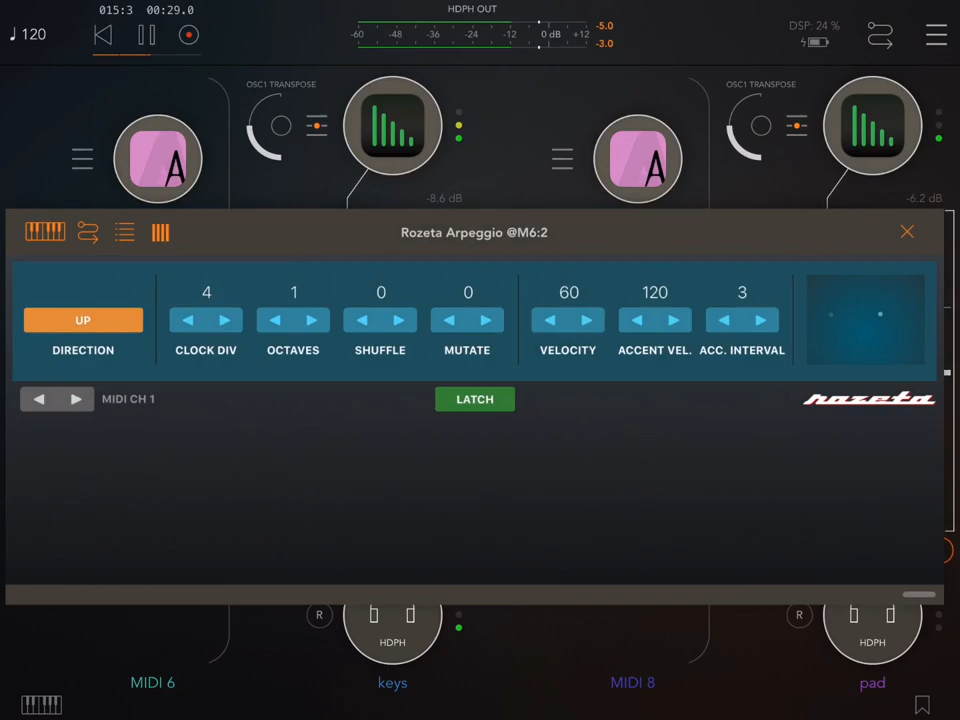 015:3 00:29.0
♩120
HDPH OUT
-60 -48 -36 -24 -12 0 dB +12
-5.0
-3.0
DSP: 24 %
OSC1 TRANSPOSE
OSC1 TRANSPOSE
A
A
-8.6 dB
-6.2 dB
Rozeta Arpeggio @M6:2
4 1 0 0 60 120 3
UP
DIRECTION CLOCK DIV OCTAVES SHUFFLE MUTATE VELOCITY ACCENT VEL. ACC. INTERVAL
MIDI CH 1
LATCH
rozeta
R
HDPH
R
HDPH
MIDI 6 keys MIDI 8 pad